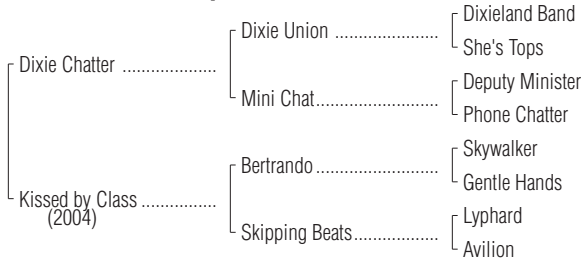 Dixieland Band
Dixie Union ..................
She's Tops
Dixie Chatter ...................
Deputy Minister
Mini Chat.........................
Phone Chatter
Skywalker
Bertrando .........................
Gentle Hands
Kissed by Class ...............
(2004)
Lyphard
Skipping Beats.................
Avilion